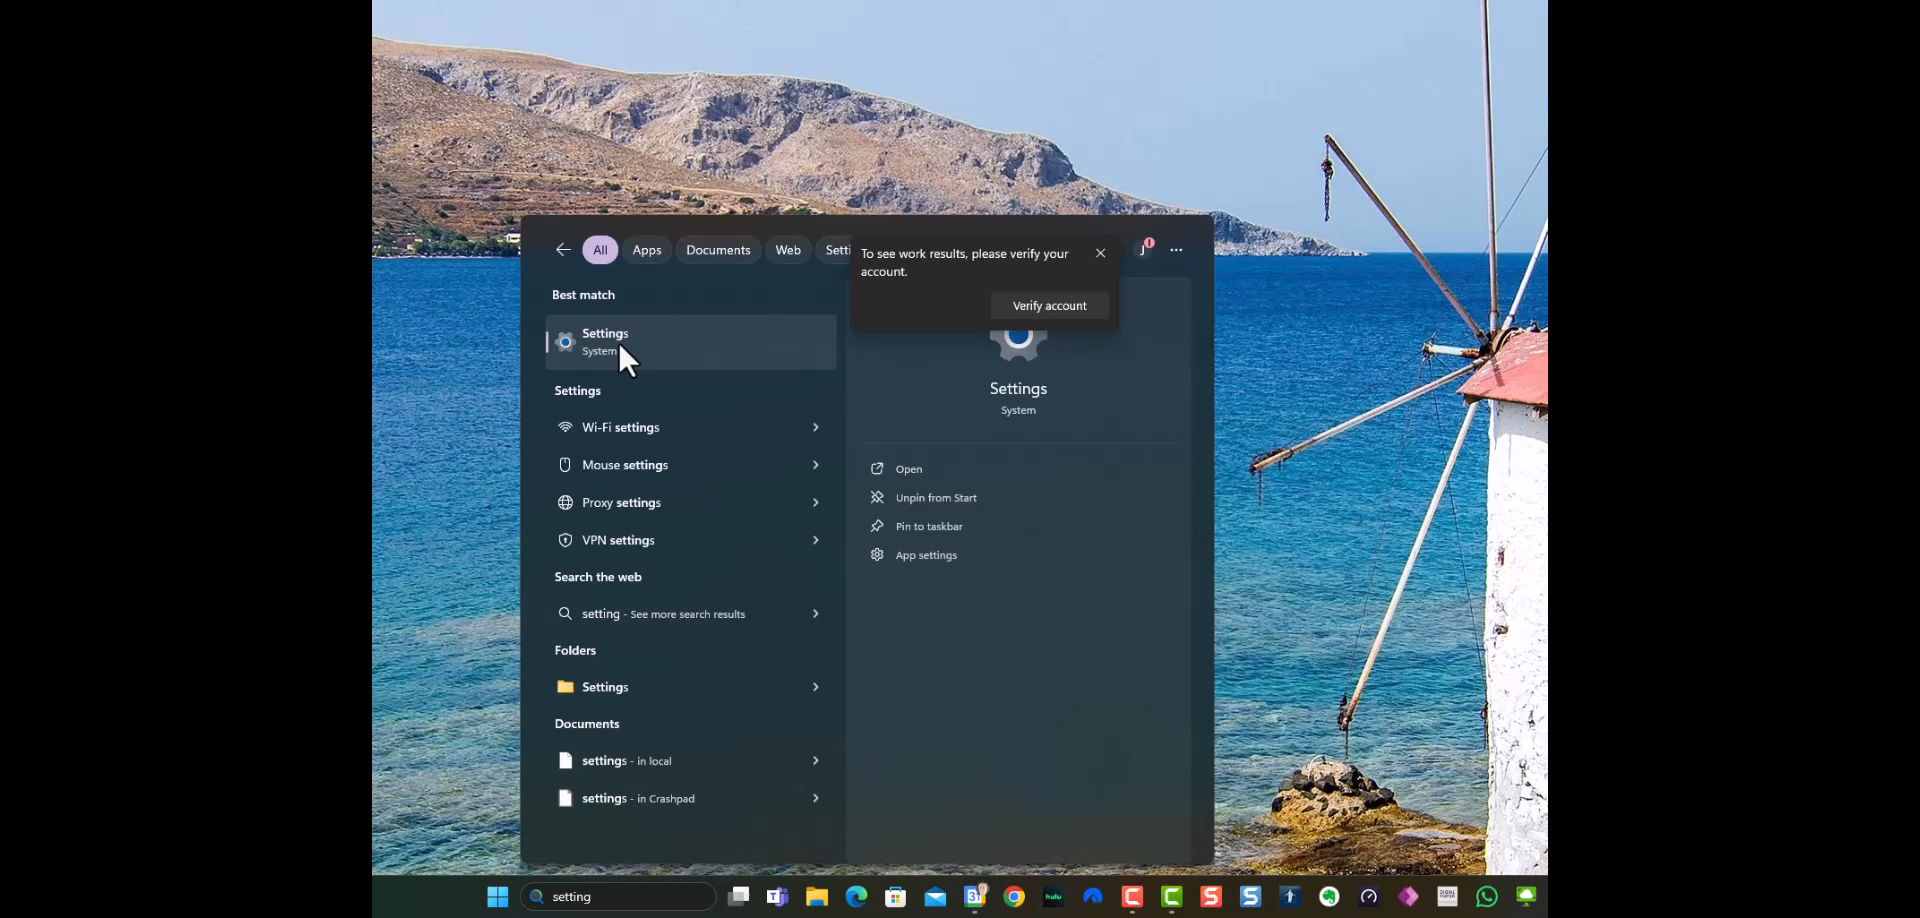 All
Apps
Documents
Web
Setti
To see work results, please verify your
account.
Verify account
J
Best match
Settings
System
Settings
Wi-Fi settings
Mouse settings
Proxy settings
VPN settings
Search the web
setting - See more search results
Folders
Settings
Documents
settings - in local
settings - in Crashpad
Settings
System
Open
Unpin from Start
Pin to taskbar
App settings
setting
31
hulu